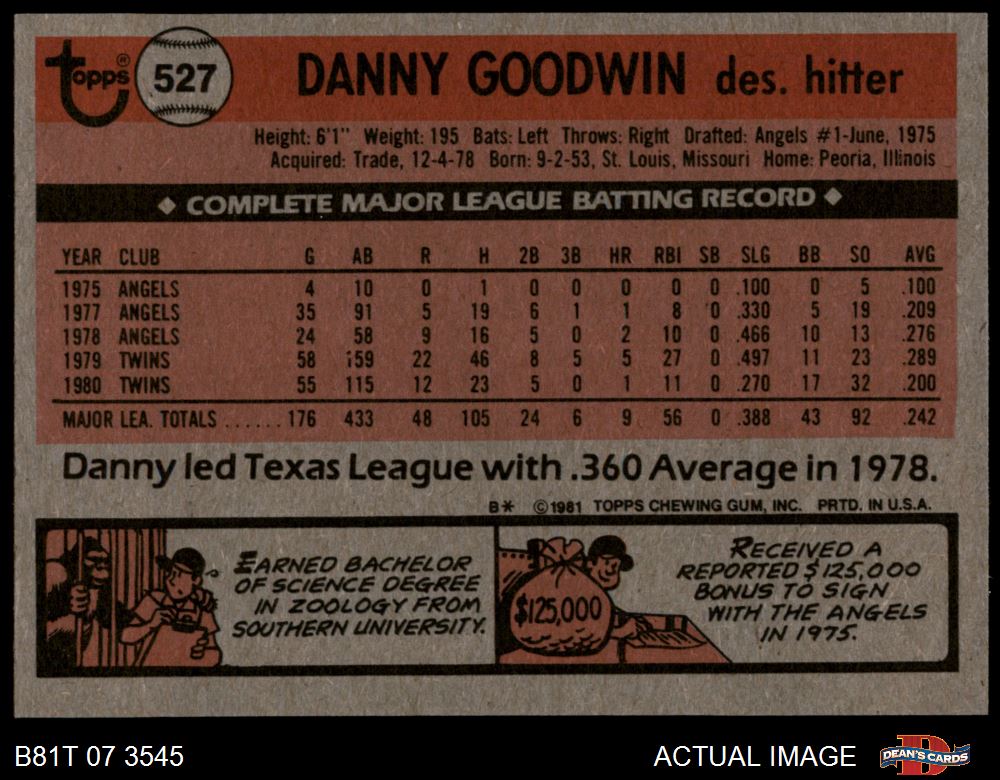 Topps®
527
DANNY GOODWIN des. hitter
Height: 6'1" Weight: 195 Bats: Left Throws: Right Drafted: Angels #1-June, 1975
Acquired: Trade, 12-4-78 Born: 9-2-53, St. Louis, Missouri Home: Peoria, Illinois
◆ COMPLETE MAJOR LEAGUE BATTING RECORD ◆
YEAR CLUB G AB R H 2B 3B HR RBI SB SLG BB SO AVG
1975 ANGELS 4 10 0 1 0 0 0 0 0 .100 0 5 .100
1977 ANGELS 35 91 5 19 6 1 1 8 0 .330 5 19 .209
1978 ANGELS 24 58 9 16 5 0 2 10 0 .466 10 13 .276
1979 TWINS 58 159 22 46 8 5 5 27 0 .497 11 23 .289
1980 TWINS 55 115 12 23 5 0 1 11 0 .270 17 32 .200
MAJOR LEA. TOTALS ...... 176 433 48 105 24 6 9 56 0 .388 43 92 .242
Danny led Texas League with .360 Average in 1978.
B* ©1981 TOPPS CHEWING GUM, INC. PRTD. IN U.S.A.
EARNED BACHELOR
OF SCIENCE DEGREE
IN ZOOLOGY FROM
SOUTHERN UNIVERSITY.
$125,000
RECEIVED A
REPORTED $125,000
BONUS TO SIGN
WITH THE ANGELS
IN 1975.
B81T 07 3545
ACTUAL IMAGE
DEAN'S CARDS